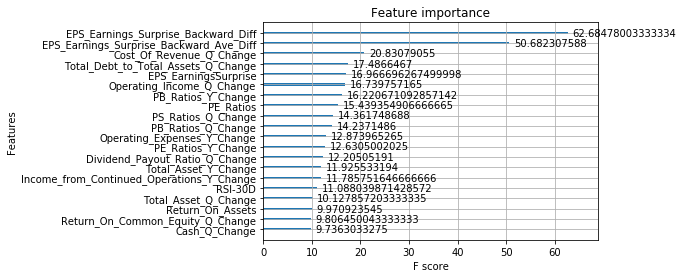 Feature importance
EPS_Earnings_Surprise_Backward_Diff 62.68478003333334
EPS_Earnings_Surprise_Backward_Ave_Diff 50.682307588
Cost_Of_Revenue_Q_Change 20.83079055
Total_Debt_to_Total_Assets_Q_Change 17.4866467
EPS_EarningsSurprise 16.966696267499998
Operating_Income_Q_Change 16.739757165
PB_Ratios_Y_Change 16.220671092857142
PE_Ratios 15.439354906666665
PS_Ratios_Q_Change 14.361748688
PB_Ratios_Q_Change 14.2371486
Operating_Expenses_Y_Change 12.873965265
PE_Ratios_Y_Change 12.6305002025
Dividend_Payout_Ratio_Q_Change 12.20505191
Total_Asset_Y_Change 11.925533194
Income_from_Continued_Operations_Y_Change 11.785751646666666
RSI-30D 11.088039871428572
Total_Asset_Q_Change 10.127857203333335
Return_On_Assets 9.970923545
Return_On_Common_Equity_Q_Change 9.806450043333333
Cash_Q_Change 9.7363033275
0 10 20 30 40 50 60
F score
Features